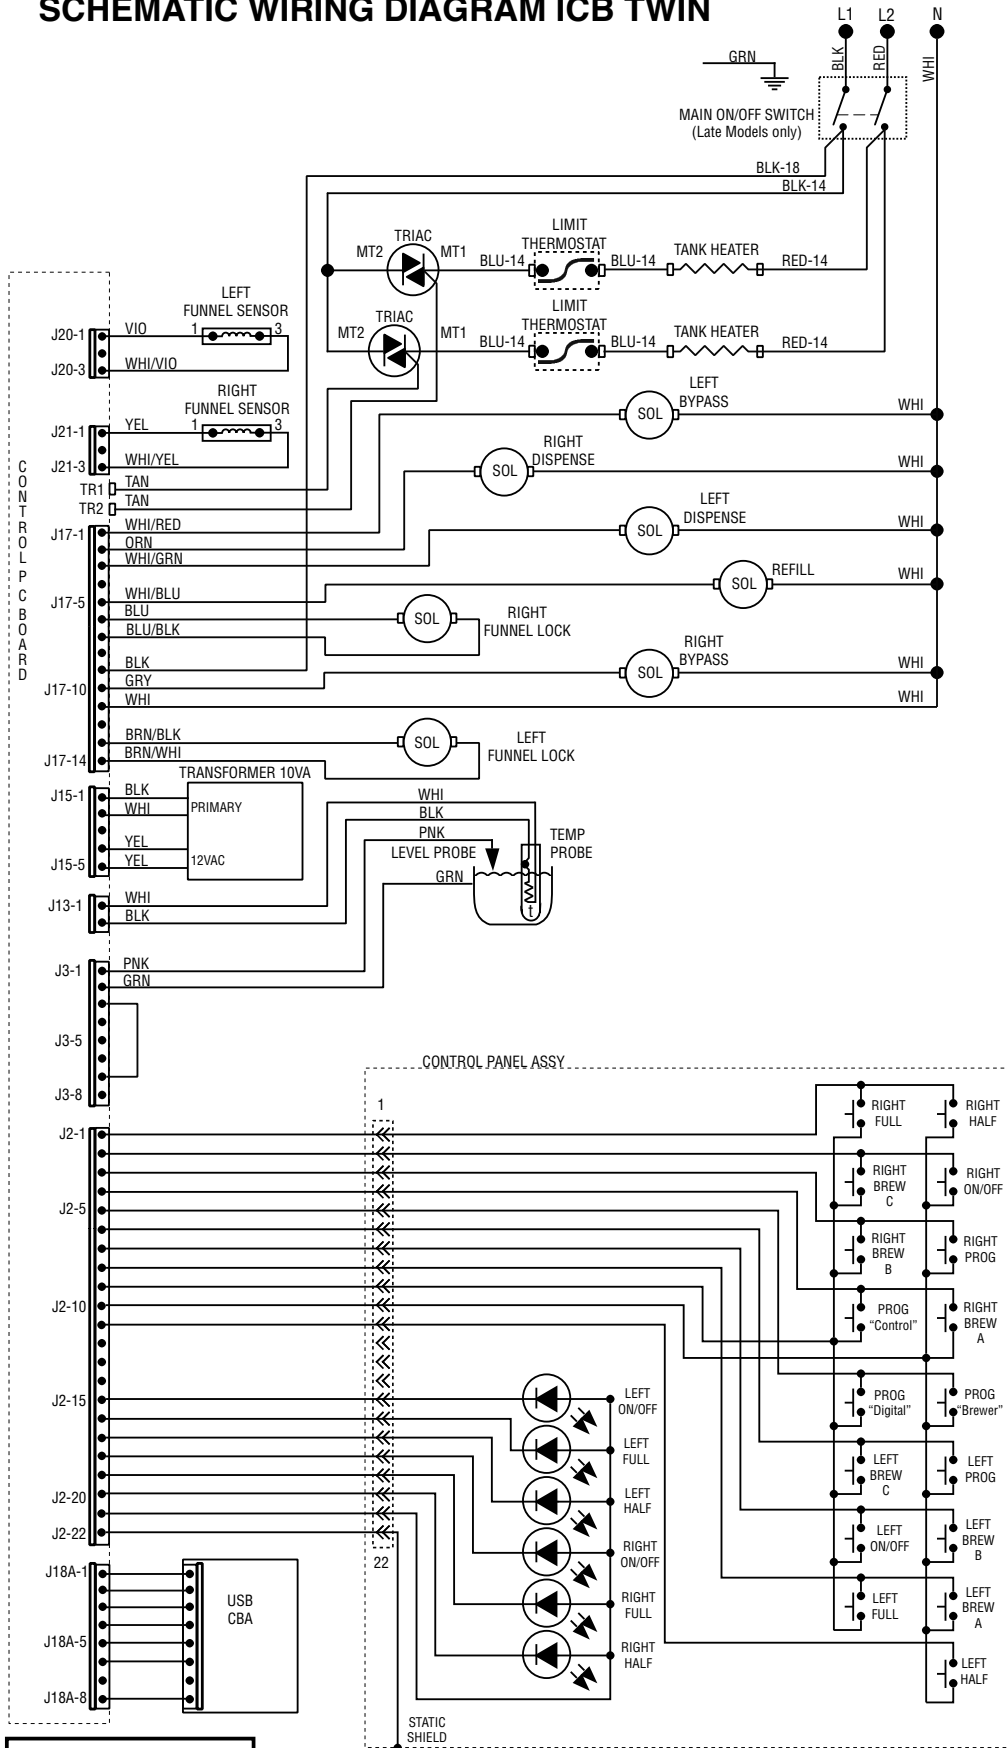 SCHEMATIC WIRING DIAGRAM ICB TWIN
L1
L2
N
BLK
RED
WHI
GRN
MAIN ON/OFF SWITCH
(Late Models only)
BLK-18
BLK-14
TRIAC
MT2
MT1
BLU-14
LIMIT
THERMOSTAT
BLU-14
TANK HEATER
RED-14
TRIAC
MT2
MT1
BLU-14
LIMIT
THERMOSTAT
BLU-14
TANK HEATER
RED-14
CONTROL PC BOARD
LEFT
FUNNEL SENSOR
J20-1
VIO
1
3
J20-3
WHI/VIO
RIGHT
FUNNEL SENSOR
J21-1
YEL
1
3
J21-3
WHI/YEL
TR1
TAN
TR2
TAN
J17-1
WHI/RED
ORN
WHI/GRN
J17-5
WHI/BLU
BLU
BLU/BLK
BLK
J17-10
GRY
WHI
BRN/BLK
J17-14
BRN/WHI
SOL
LEFT
BYPASS
WHI
SOL
RIGHT
DISPENSE
WHI
SOL
LEFT
DISPENSE
WHI
SOL
REFILL
WHI
SOL
RIGHT
FUNNEL LOCK
SOL
RIGHT
BYPASS
WHI
WHI
SOL
LEFT
FUNNEL LOCK
TRANSFORMER 10VA
J15-1
BLK
WHI
PRIMARY
YEL
J15-5
YEL
12VAC
WHI
BLK
PNK
LEVEL PROBE
GRN
TEMP
PROBE
t
J13-1
WHI
BLK
J3-1
PNK
GRN
J3-5
J3-8
CONTROL PANEL ASSY
1
J2-1
J2-5
J2-10
J2-15
J2-20
J2-22
22
RIGHT
FULL
RIGHT
HALF
RIGHT
BREW
C
RIGHT
ON/OFF
RIGHT
BREW
B
RIGHT
PROG
PROG
“Control”
RIGHT
BREW
A
PROG
“Digital”
PROG
“Brewer”
LEFT
BREW
C
LEFT
PROG
LEFT
ON/OFF
LEFT
BREW
B
LEFT
FULL
LEFT
BREW
A
LEFT
HALF
LEFT
ON/OFF
LEFT
FULL
LEFT
HALF
RIGHT
ON/OFF
RIGHT
FULL
RIGHT
HALF
STATIC
SHIELD
J18A-1
J18A-5
J18A-8
USB
CBA